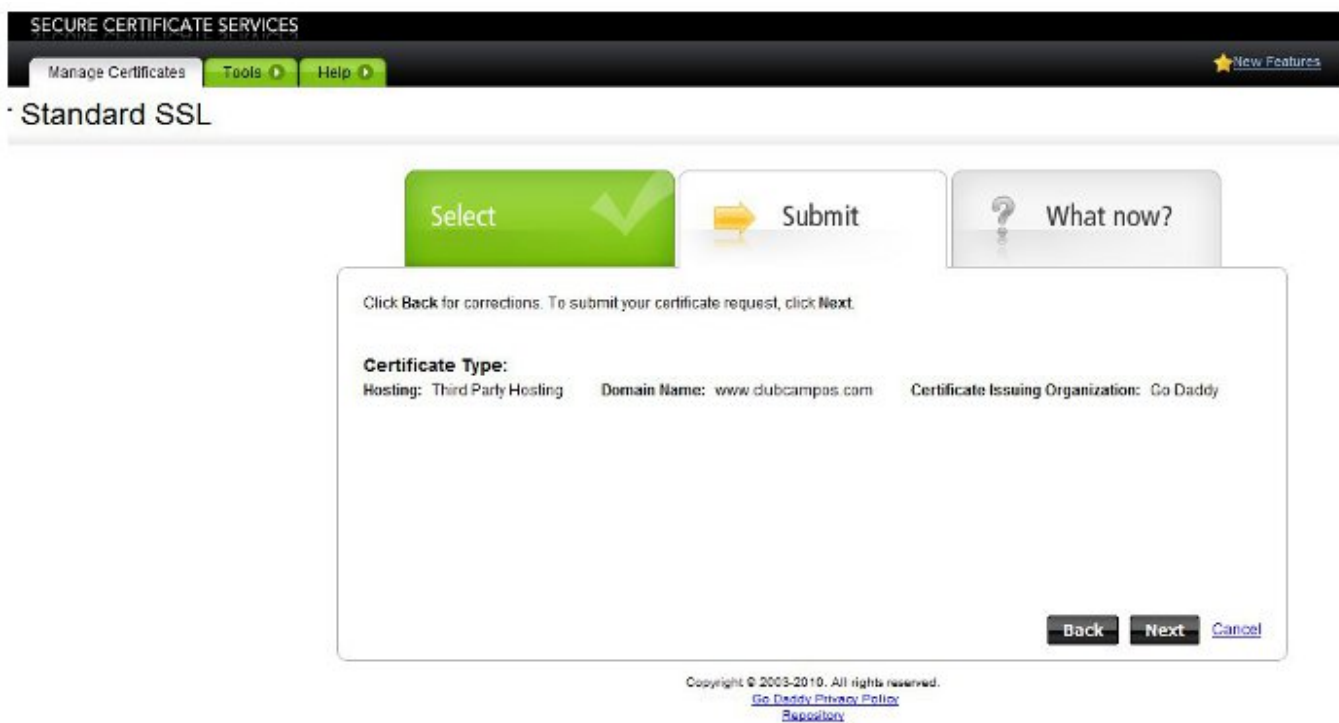 SECURE CERTIFICATE SERVICES
Manage Certificates Tools Help New Features
Standard SSL
Select Submit What now?
Click Back for corrections. To submit your certificate request, click Next.
Certificate Type:
Hosting: Third Party Hosting Domain Name: www.clubcampos.com Certificate Issuing Organization: Go Daddy
Back Next Cancel
Copyright © 2003-2010. All rights reserved.
Go Daddy Privacy Policy
Repository